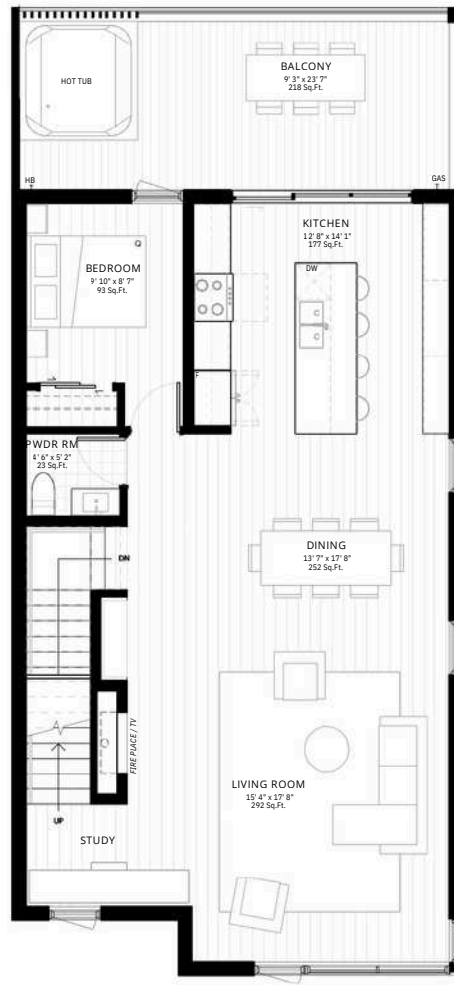 HOT TUB
BALCONY
9' 3" x 23' 7"
218 Sq.Ft.
HB
GAS
KITCHEN
12' 8" x 14' 1"
177 Sq.Ft.
DW
Q
BEDROOM
9' 10" x 8' 7"
93 Sq.Ft.
F
PWDR RM
4' 6" x 5' 2"
23 Sq.Ft.
DN
DINING
13' 7" x 17' 8"
252 Sq.Ft.
FIRE PLACE / TV
LIVING ROOM
15' 4" x 17' 8"
292 Sq.Ft.
UP
STUDY